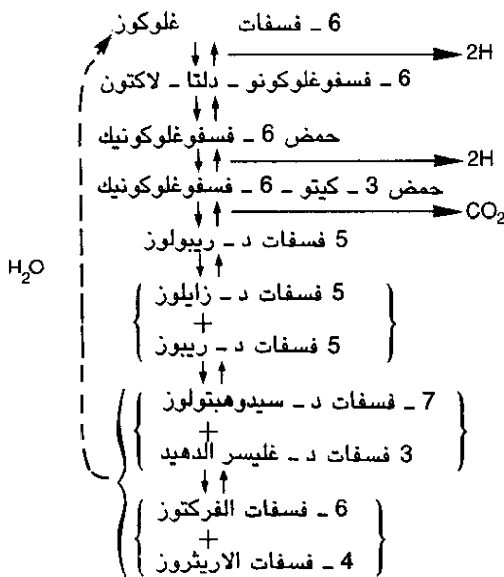 6 ـ فسفات غلوكوز
2H
6 ـ فسفوغلوكونو ـ دلتا ـ لاكتون
حمض 6 ـ فسفوغلوكونيك
2H
حمض 3 ـ كيتو ـ 6 ـ فسفوغلوكونيك
CO₂
5 فسفات د ـ ريبولوز
H₂O
5 فسفات د ـ زايلوز
+
5 فسفات د ـ ريبوز
7 ـ فسفات د ـ سيدوهبتولوز
+
3 فسفات د ـ غليسر الدهيد
6 ـ فسفات الفركتوز
+
4 ـ فسفات الاريثروز